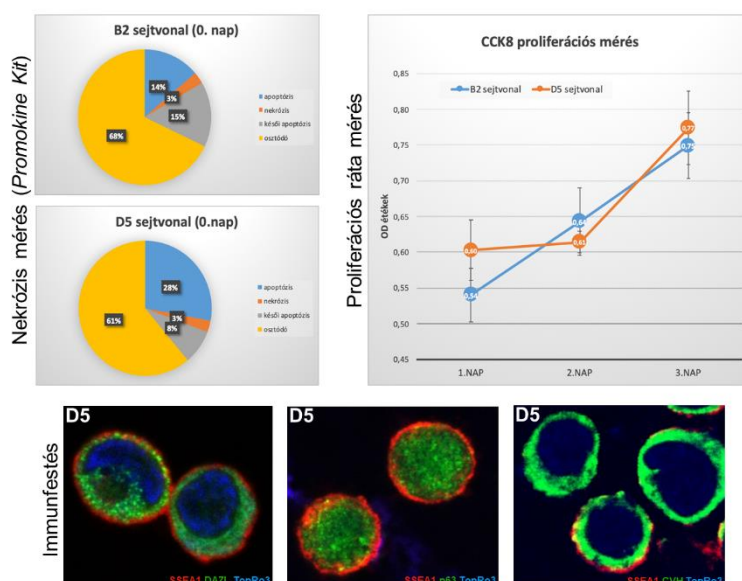 Nekrózis mérés (Promokine Kit)
B2 sejtvonal (0. nap)
14%
3%
15%
68%
apoptózis
nekrózis
késői apoptózis
osztódó
D5 sejtvonal (0.nap)
28%
3%
8%
61%
apoptózis
nekrózis
késői apoptózis
osztódó
Proliferációs ráta mérés
CCK8 proliferációs mérés
B2 sejtvonal
D5 sejtvonal
OD étékek
0,85
0,80
0,75
0,70
0,65
0,60
0,55
0,50
0,45
0,60
0,54
0,64
0,61
0,77
0,75
1.NAP
2.NAP
3.NAP
Immunfestés
D5
SSEA1 DAZL TopRo3
D5
SSEA1 p63 TopRo3
D5
SSEA1 CVH TopRo3